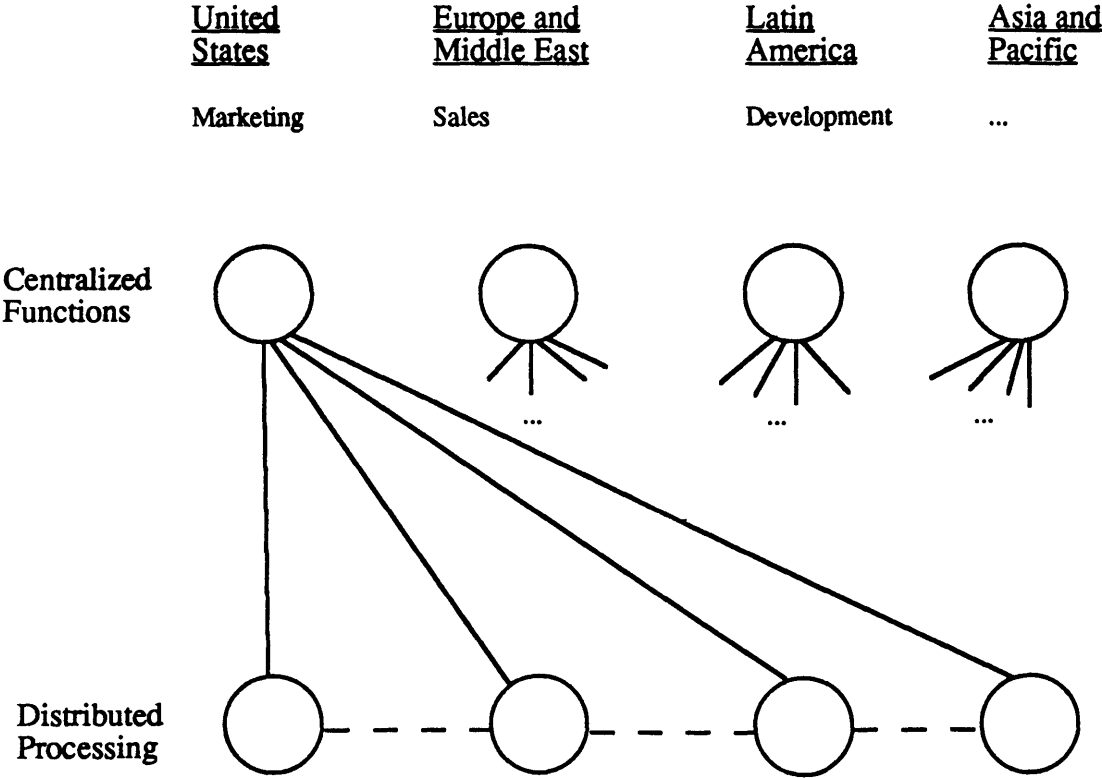 United
States
Europe and
Middle East
Latin
America
Asia and
Pacific
Marketing
Sales
Development
...
Centralized
Functions
...
...
...
Distributed
Processing